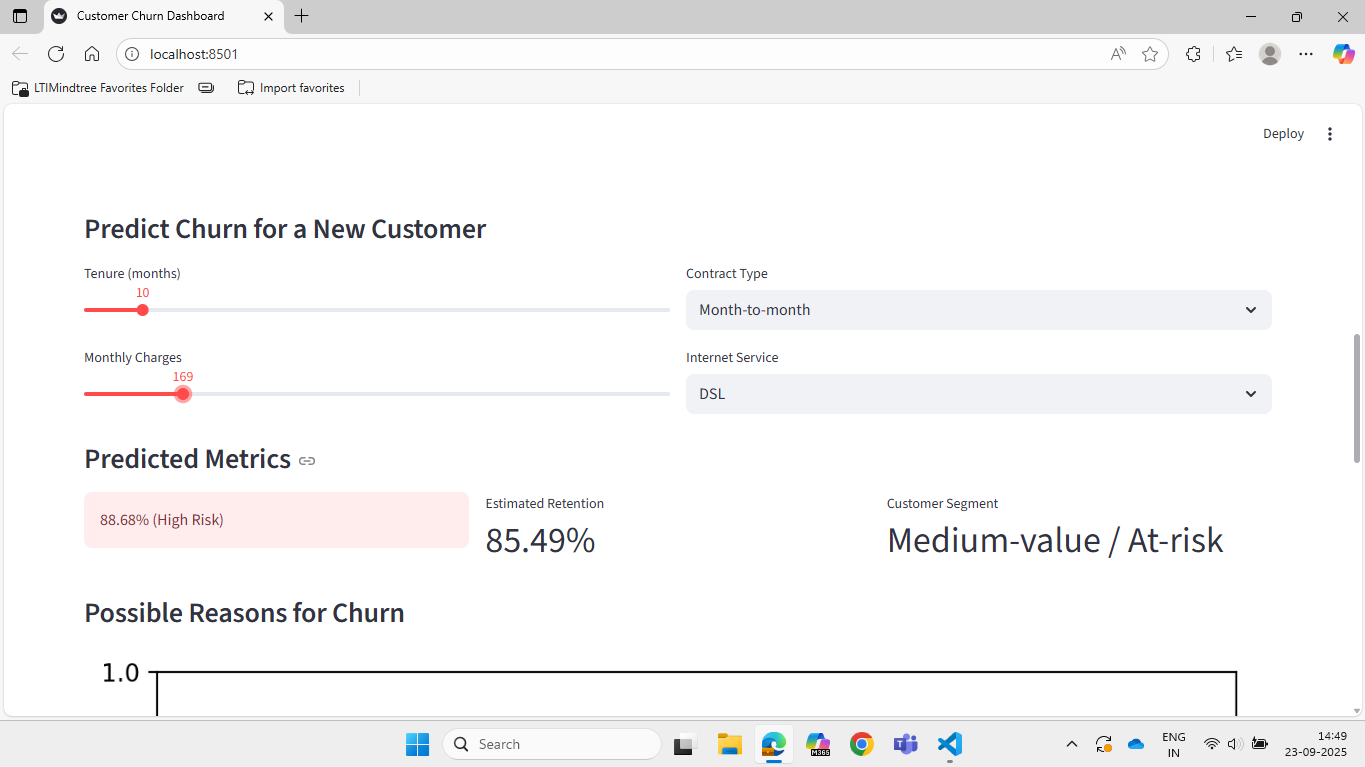 Customer Churn Dashboard
localhost:8501
LTIMindtree Favorites Folder
Import favorites
Deploy
Predict Churn for a New Customer
Tenure (months)
10
Contract Type
Month-to-month
Monthly Charges
169
Internet Service
DSL
Predicted Metrics
88.68% (High Risk)
Estimated Retention
85.49%
Customer Segment
Medium-value / At-risk
Possible Reasons for Churn
1.0
Search
M365
ENG
IN
14:49
23-09-2025